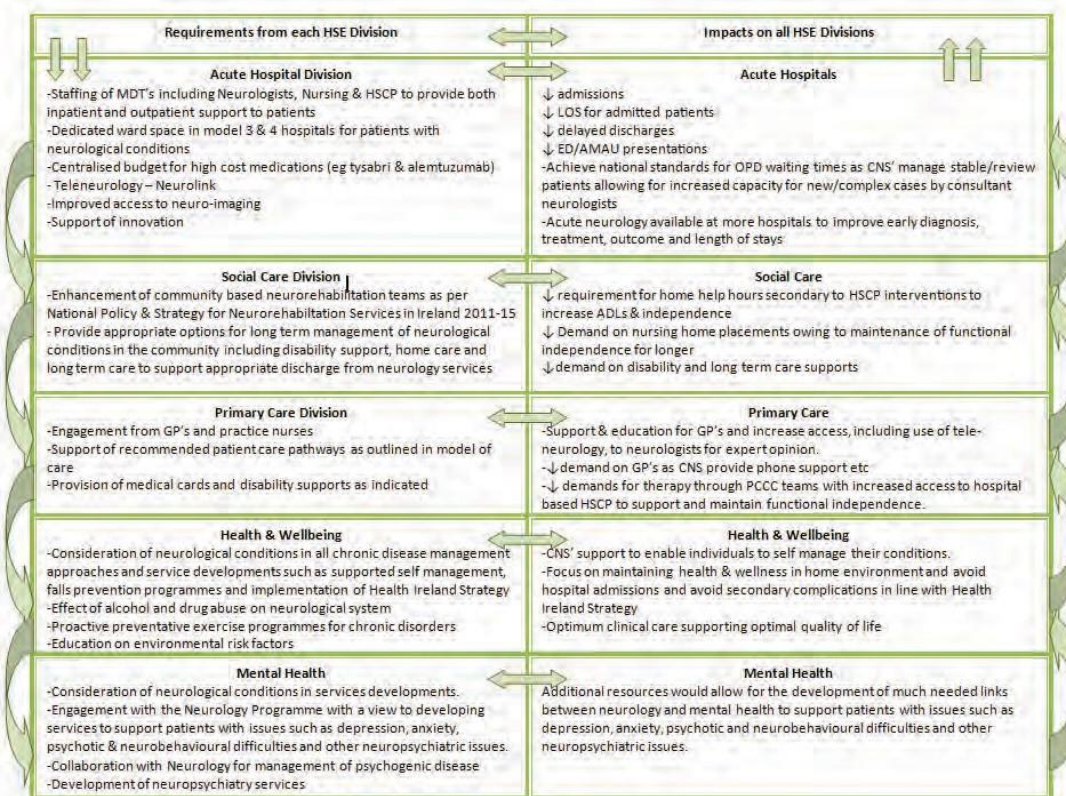 Requirements from each HSE Division
Impacts on all HSE Divisions
Acute Hospital Division
-Staffing of MDT's including Neurologists, Nursing & HSCP to provide both
inpatient and outpatient support to patients
-Dedicated ward space in model 3 & 4 hospitals for patients with
neurological conditions
-Centralised budget for high cost medications (eg tysabri & alemtuzumab)
- Teleneurology – Neurolink
-Improved access to neuro-imaging
-Support of innovation
Acute Hospitals
↓ admissions
↓ LOS for admitted patients
↓ delayed discharges
↓ ED/AMAU presentations
-Achieve national standards for OPD waiting times as CNS' manage stable/review
patients allowing for increased capacity for new/complex cases by consultant
neurologists
-Acute neurology available at more hospitals to improve early diagnosis,
treatment, outcome and length of stays
Social Care Division
-Enhancement of community based neurorehabilitation teams as per
National Policy & Strategy for Neurorehabiltation Services in Ireland 2011-15
- Provide appropriate options for long term management of neurological
conditions in the community including disability support, home care and
long term care to support appropriate discharge from neurology services
Social Care
↓ requirement for home help hours secondary to HSCP interventions to
increase ADLs & independence
↓ Demand on nursing home placements owing to maintenance of functional
independence for longer
↓demand on disability and long term care supports
Primary Care Division
-Engagement from GP's and practice nurses
-Support of recommended patient care pathways as outlined in model of
care
-Provision of medical cards and disability supports as indicated
Primary Care
-Support & education for GP's and increase access, including use of tele-
neurology, to neurologists for expert opinion.
-↓demand on GP's as CNS provide phone support etc
-↓ demands for therapy through PCCC teams with increased access to hospital
based HSCP to support and maintain functional independence.
Health & Wellbeing
-Consideration of neurological conditions in all chronic disease management
approaches and service developments such as supported self management,
falls prevention programmes and implementation of Health Ireland Strategy
-Effect of alcohol and drug abuse on neurological system
-Proactive preventative exercise programmes for chronic disorders
-Education on environmental risk factors
Health & Wellbeing
-CNS' support to enable individuals to self manage their conditions.
-Focus on maintaining health & wellness in home environment and avoid
hospital admissions and avoid secondary complications in line with Health
Ireland Strategy
-Optimum clinical care supporting optimal quality of life
Mental Health
-Consideration of neurological conditions in services developments.
-Engagement with the Neurology Programme with a view to developing
services to support patients with issues such as depression, anxiety,
psychotic & neurobehavioural difficulties and other neuropsychiatric issues.
-Collaboration with Neurology for management of psychogenic disease
-Development of neuropsychiatry services
Mental Health
Additional resources would allow for the development of much needed links
between neurology and mental health to support patients with issues such as
depression, anxiety, psychotic and neurobehavioural difficulties and other
neuropsychiatric issues.